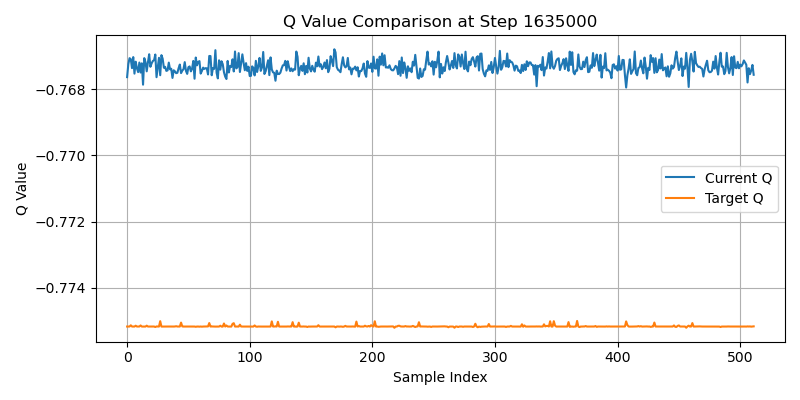 Q Value Comparison at Step 1635000
Q Value
−0.768
−0.770
−0.772
−0.774
Current Q
Target Q
0 100 200 300 400 500
Sample Index